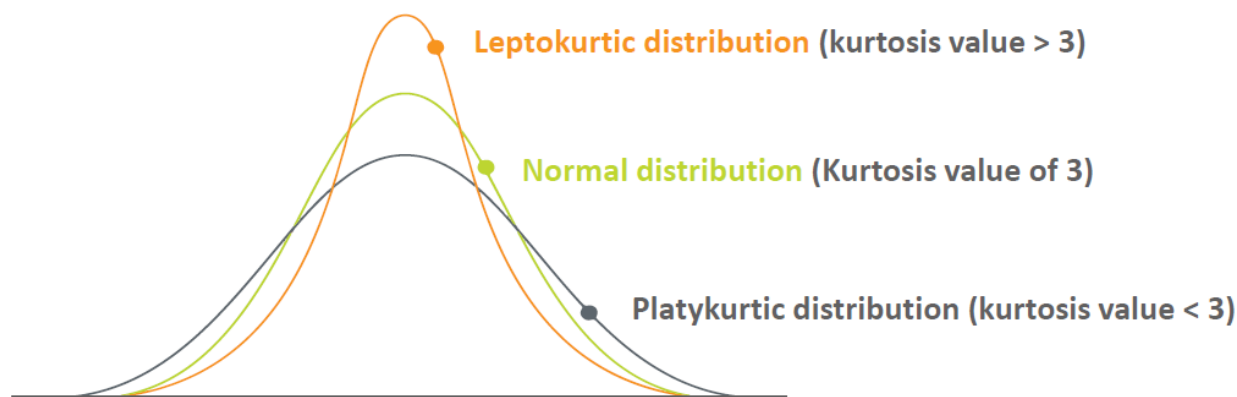 Leptokurtic distribution (kurtosis value > 3)
Normal distribution (Kurtosis value of 3)
Platykurtic distribution (kurtosis value < 3)